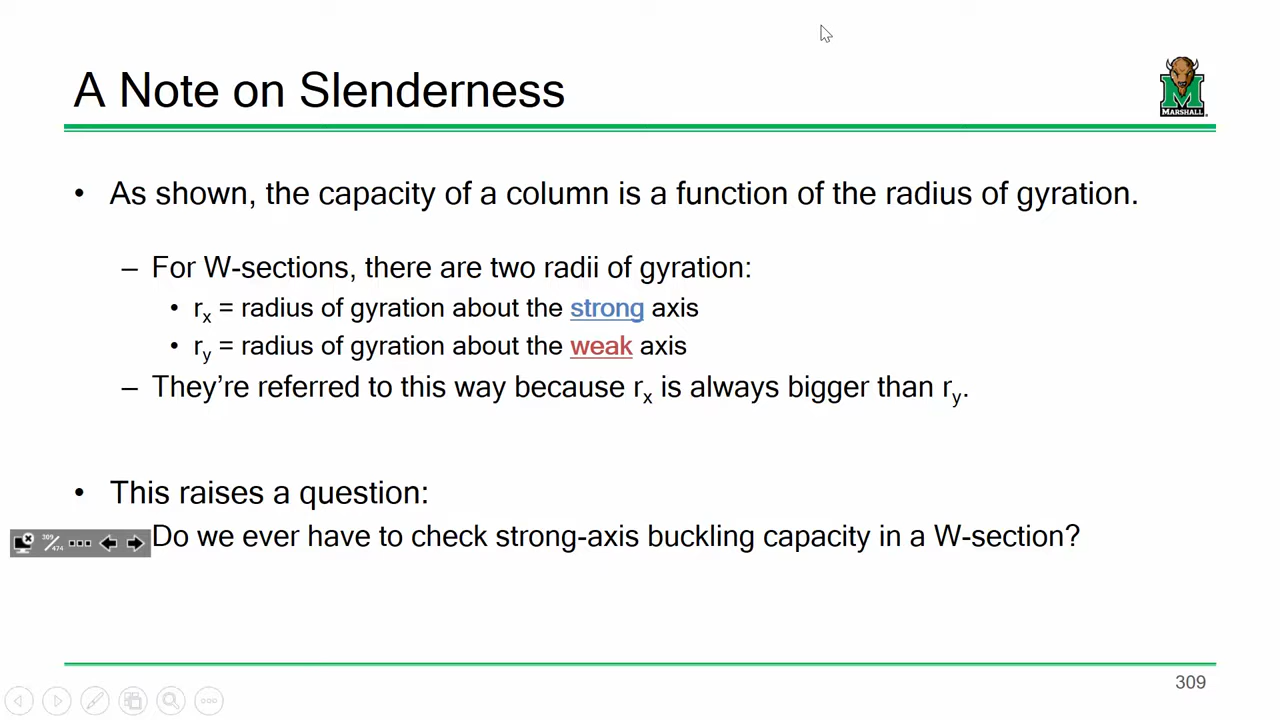 A Note on Slenderness
MARSHALL
• As shown, the capacity of a column is a function of the radius of gyration.
– For W-sections, there are two radii of gyration:
• rx = radius of gyration about the strong axis
• ry = radius of gyration about the weak axis
– They're referred to this way because rx is always bigger than ry.
• This raises a question:
309/474
Do we ever have to check strong-axis buckling capacity in a W-section?
309